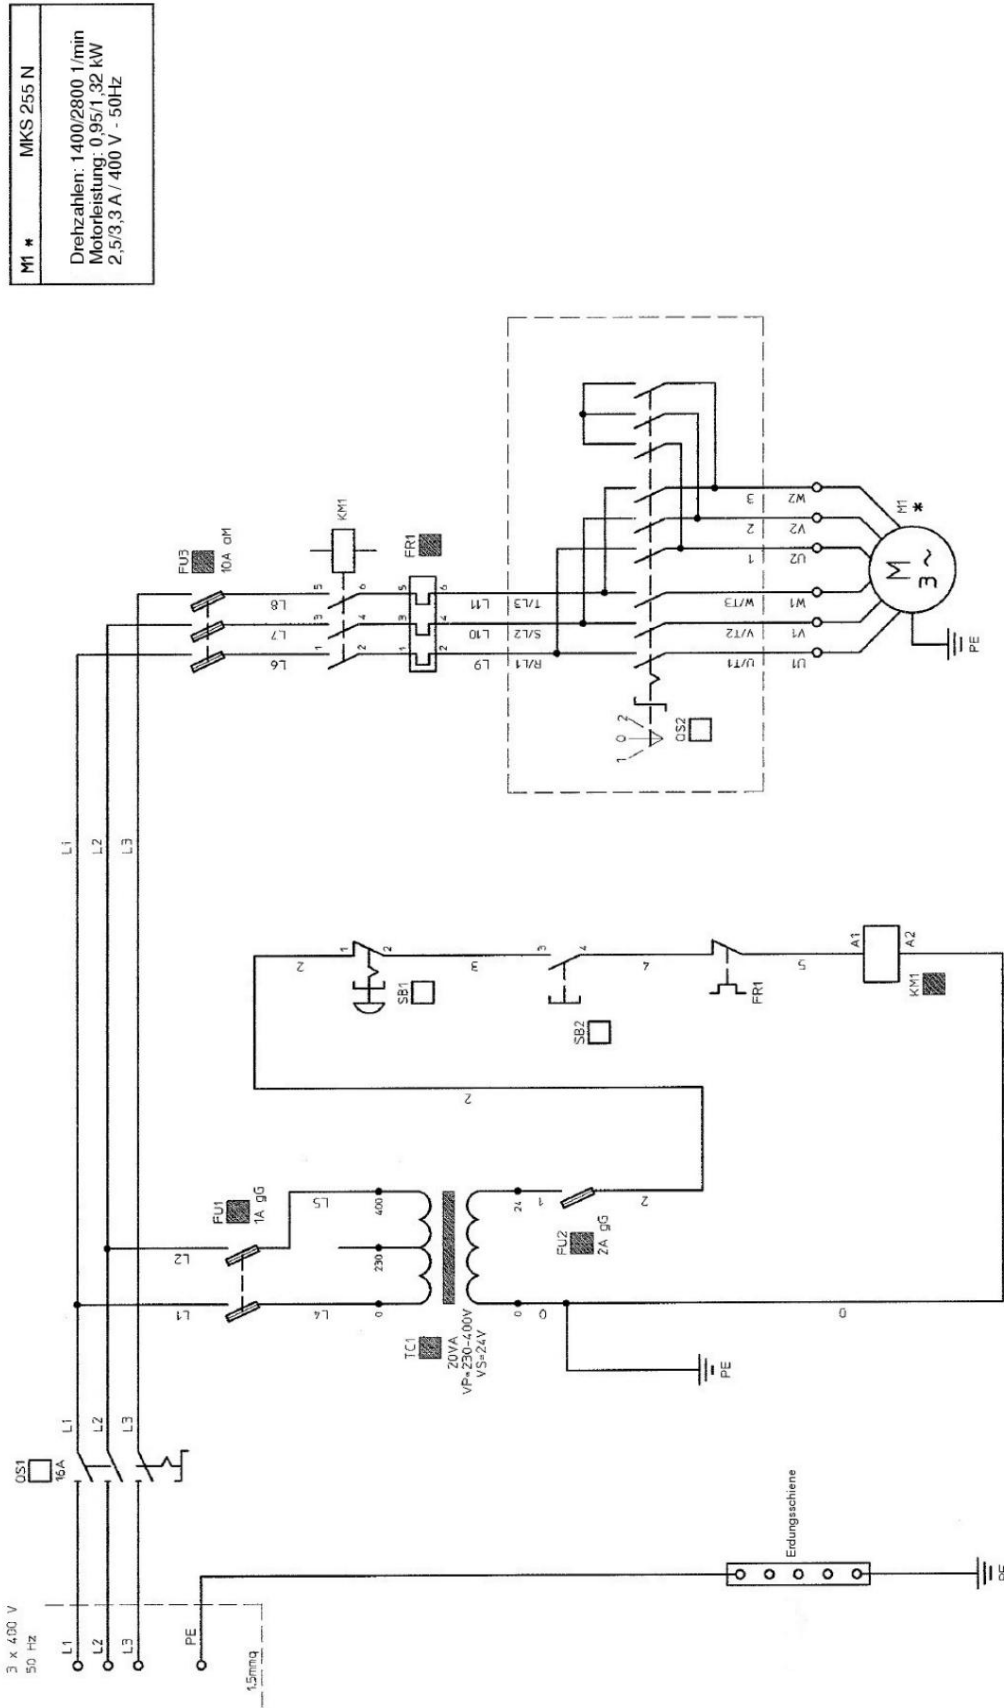 M1 * MKS 255 N
Drehzahlen: 1400/2800 1/min
Motorleistung: 0,95/1,32 kW
2,5/3,3 A / 400 V - 50Hz
3 x 400 V
50 Hz
L1
L2
L3
PE
1.5mmq
QS1
16A
L1
L2
L3
L1
L2
L3
L1
L2
FU1
1A gG
L4
L5
0
230
400
TC1
20VA
VP=230-400V
VS=24V
0
24
0
1
FU2
2A gG
2
PE
0
2
2
1
2
SB1
3
3
4
SB2
4
FR1
5
A1
A2
KM1
Erdungsschiene
PE
FU3
10A aM
L6
L7
L8
1
3
5
2
4
6
KM1
1
3
5
2
4
6
FR1
L9
L10
L11
R/L1
S/L2
T/L3
1
0
2
QS2
U/T1
V/T2
W/T3
1
2
3
U1
V1
W1
U2
V2
W2
M1
*
M
3 ~
PE